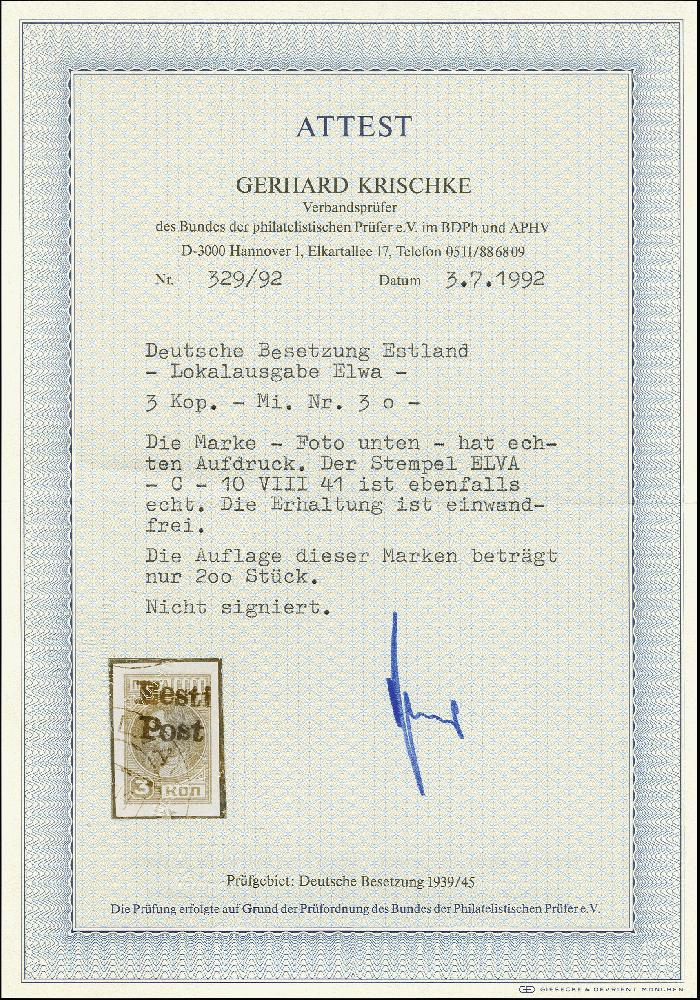 ATTEST
GERHARD KRISCHKE
Verbandsprüfer
des Bundes der philatelistischen Prüfer e.V. im BDPh und APHV
D-3000 Hannover 1, Elkartallee 17, Telefon 0511/886809
Nr. 329/92 Datum 3.7.1992
Deutsche Besetzung Estland
- Lokalausgabe Elwa -
3 Kop. - Mi. Nr. 3 o -
Die Marke - Foto unten - hat ech-
ten Aufdruck. Der Stempel ELVA
- C - 10 VIII 41 ist ebenfalls
echt. Die Erhaltung ist einwand-
frei.
Die Auflage dieser Marken beträgt
nur 2oo Stück.
Nicht signiert.
Eesti
Post
3 КОП
Prüfgebiet: Deutsche Besetzung 1939/45
Die Prüfung erfolgte auf Grund der Prüfordnung des Bundes der Philatelistischen Prüfer e.V.
GIESECKE & DEVRIENT MÜNCHEN